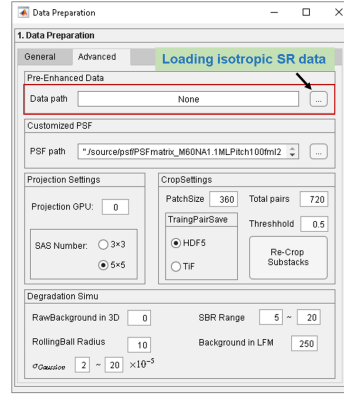 Data Preparation
1. Data Preparation
General Advanced Loading isotropic SR data
Pre-Enhanced Data
Data path None ...
Customized PSF
PSF path "./source/psf/PSFmatrix_M60NA1.1MLPitch100fml2 ...
Projection Settings
Projection GPU: 0
SAS Number: 3×3
5×5
CropSettings
PatchSize 360 Total pairs 720
TraingPairSave
HDF5
TiF
Threshhold 0.5
Re-Crop
Substacks
Degradation Simu
RawBackground in 3D 0 SBR Range 5 ~ 20
RollingBall Radius 10 Background in LFM 250
σGaussion 2 ~ 20 ×10⁻⁵